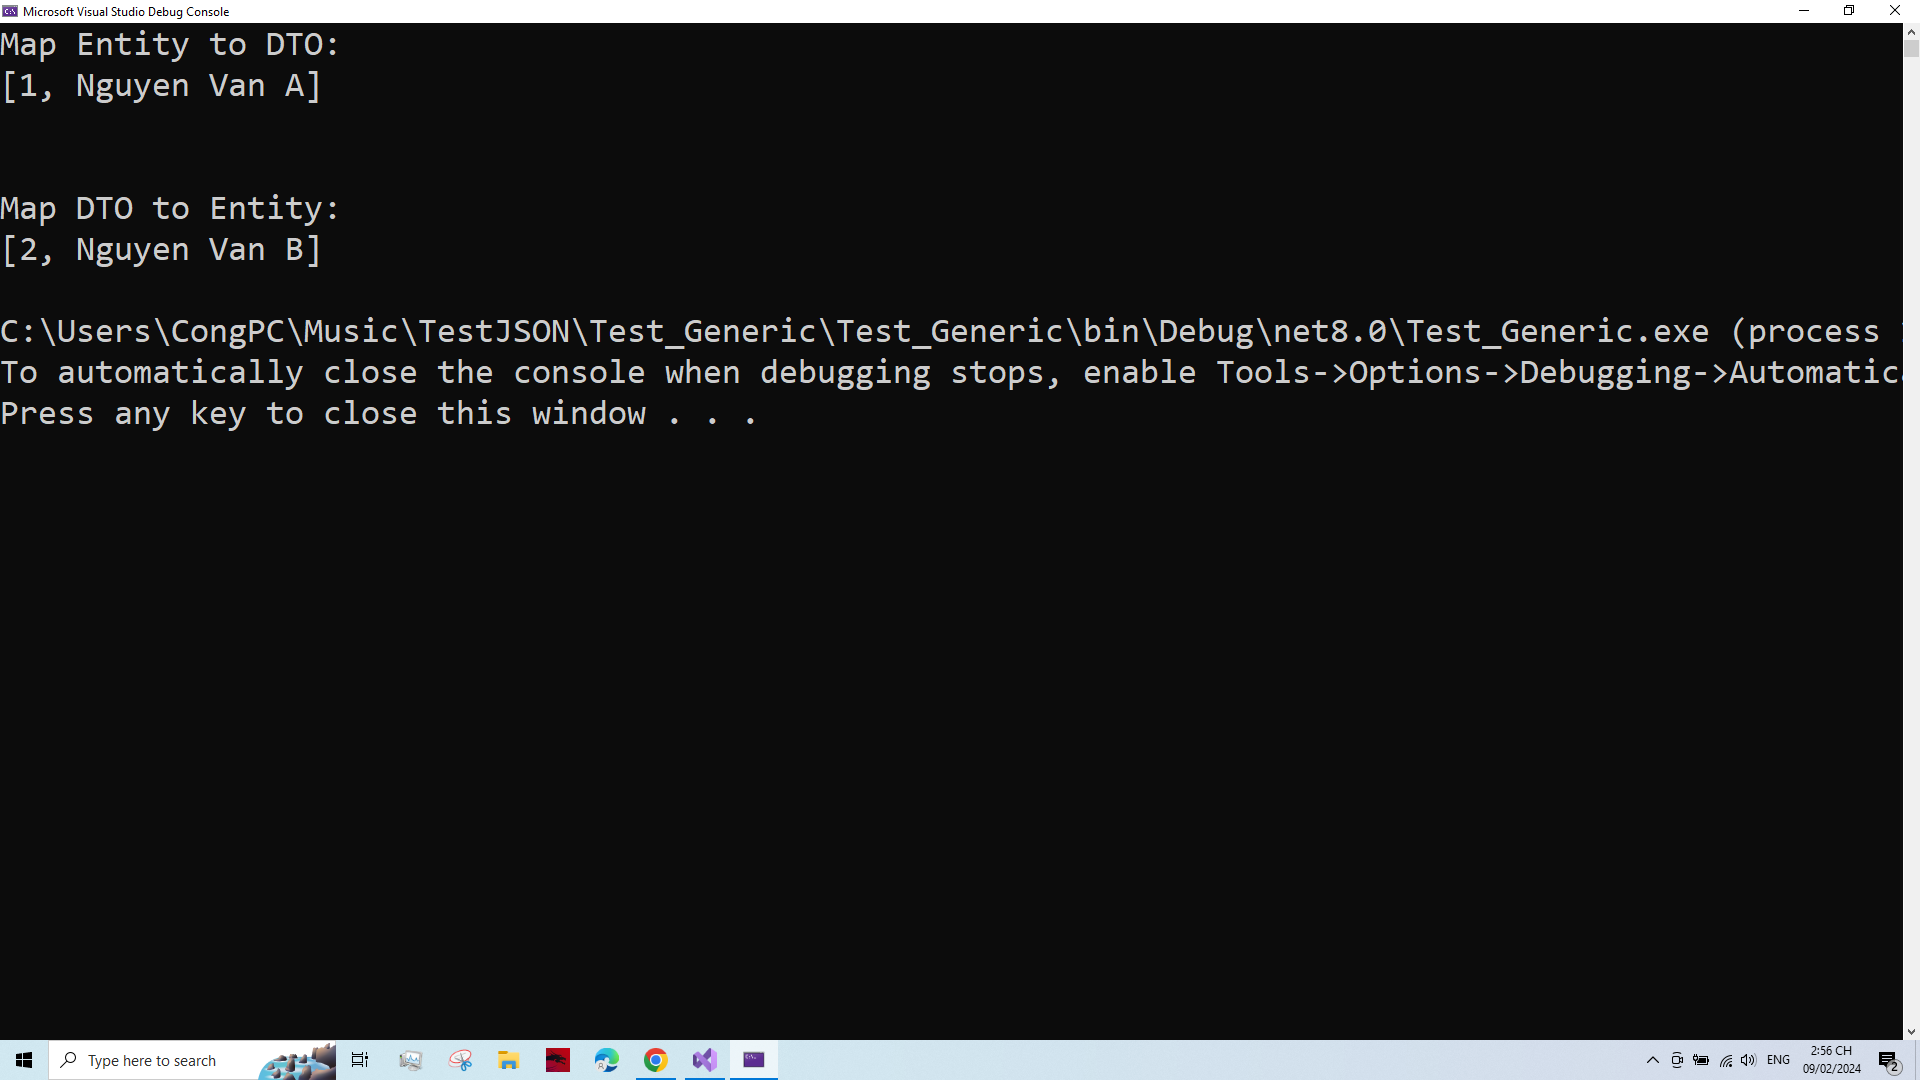 Microsoft Visual Studio Debug Console
Map Entity to DTO:
[1, Nguyen Van A]
Map DTO to Entity:
[2, Nguyen Van B]
C:\Users\CongPC\Music\TestJSON\Test_Generic\Test_Generic\bin\Debug\net8.0\Test_Generic.exe (process
To automatically close the console when debugging stops, enable Tools->Options->Debugging->Automatica
Press any key to close this window . . .
Type here to search
ENG
2:56 CH
09/02/2024
2